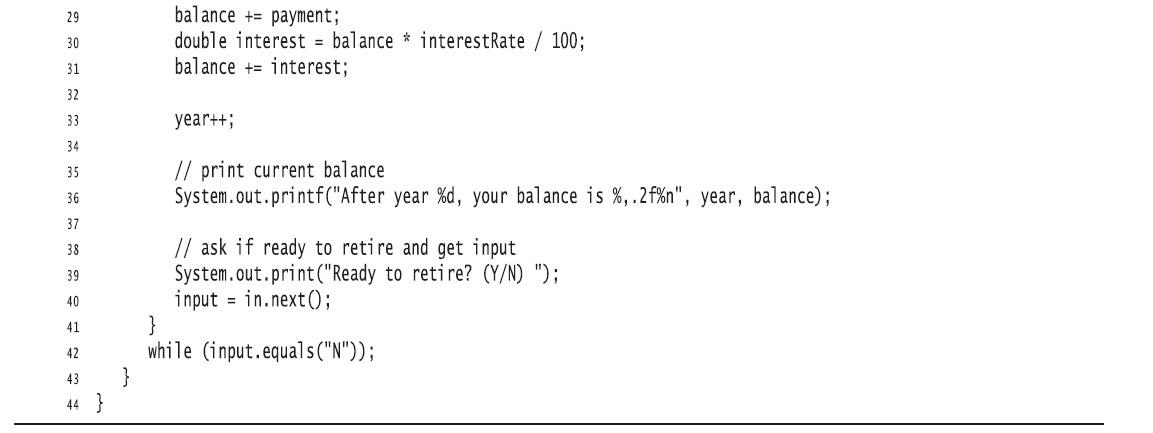 29 balance += payment;
30 double interest = balance * interestRate / 100;
31 balance += interest;
32
33 year++;
34
35 // print current balance
36 System.out.printf("After year %d, your balance is %,.2f%n", year, balance);
37
38 // ask if ready to retire and get input
39 System.out.print("Ready to retire? (Y/N) ");
40 input = in.next();
41 }
42 while (input.equals("N"));
43 }
44 }